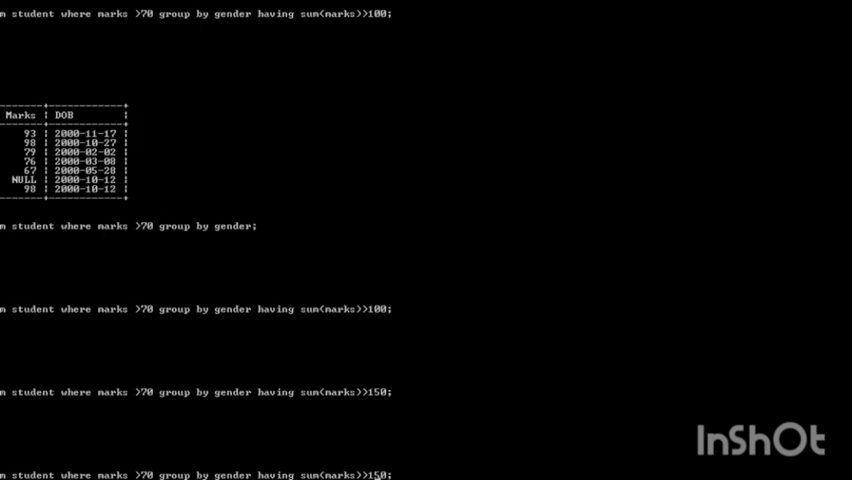 m student where marks >70 group by gender having sum(marks)>100;
Marks | DOB |
93 | 2000-11-17 |
98 | 2000-10-27 |
79 | 2000-02-02 |
76 | 2000-03-08 |
67 | 2000-05-28 |
NULL | 2000-10-12 |
98 | 2000-10-12 |
m student where marks >70 group by gender;
m student where marks >70 group by gender having sum(marks)>100;
m student where marks >70 group by gender having sum(marks)>150;
InShOt
m student where marks >70 group by gender having sum(marks)>150;